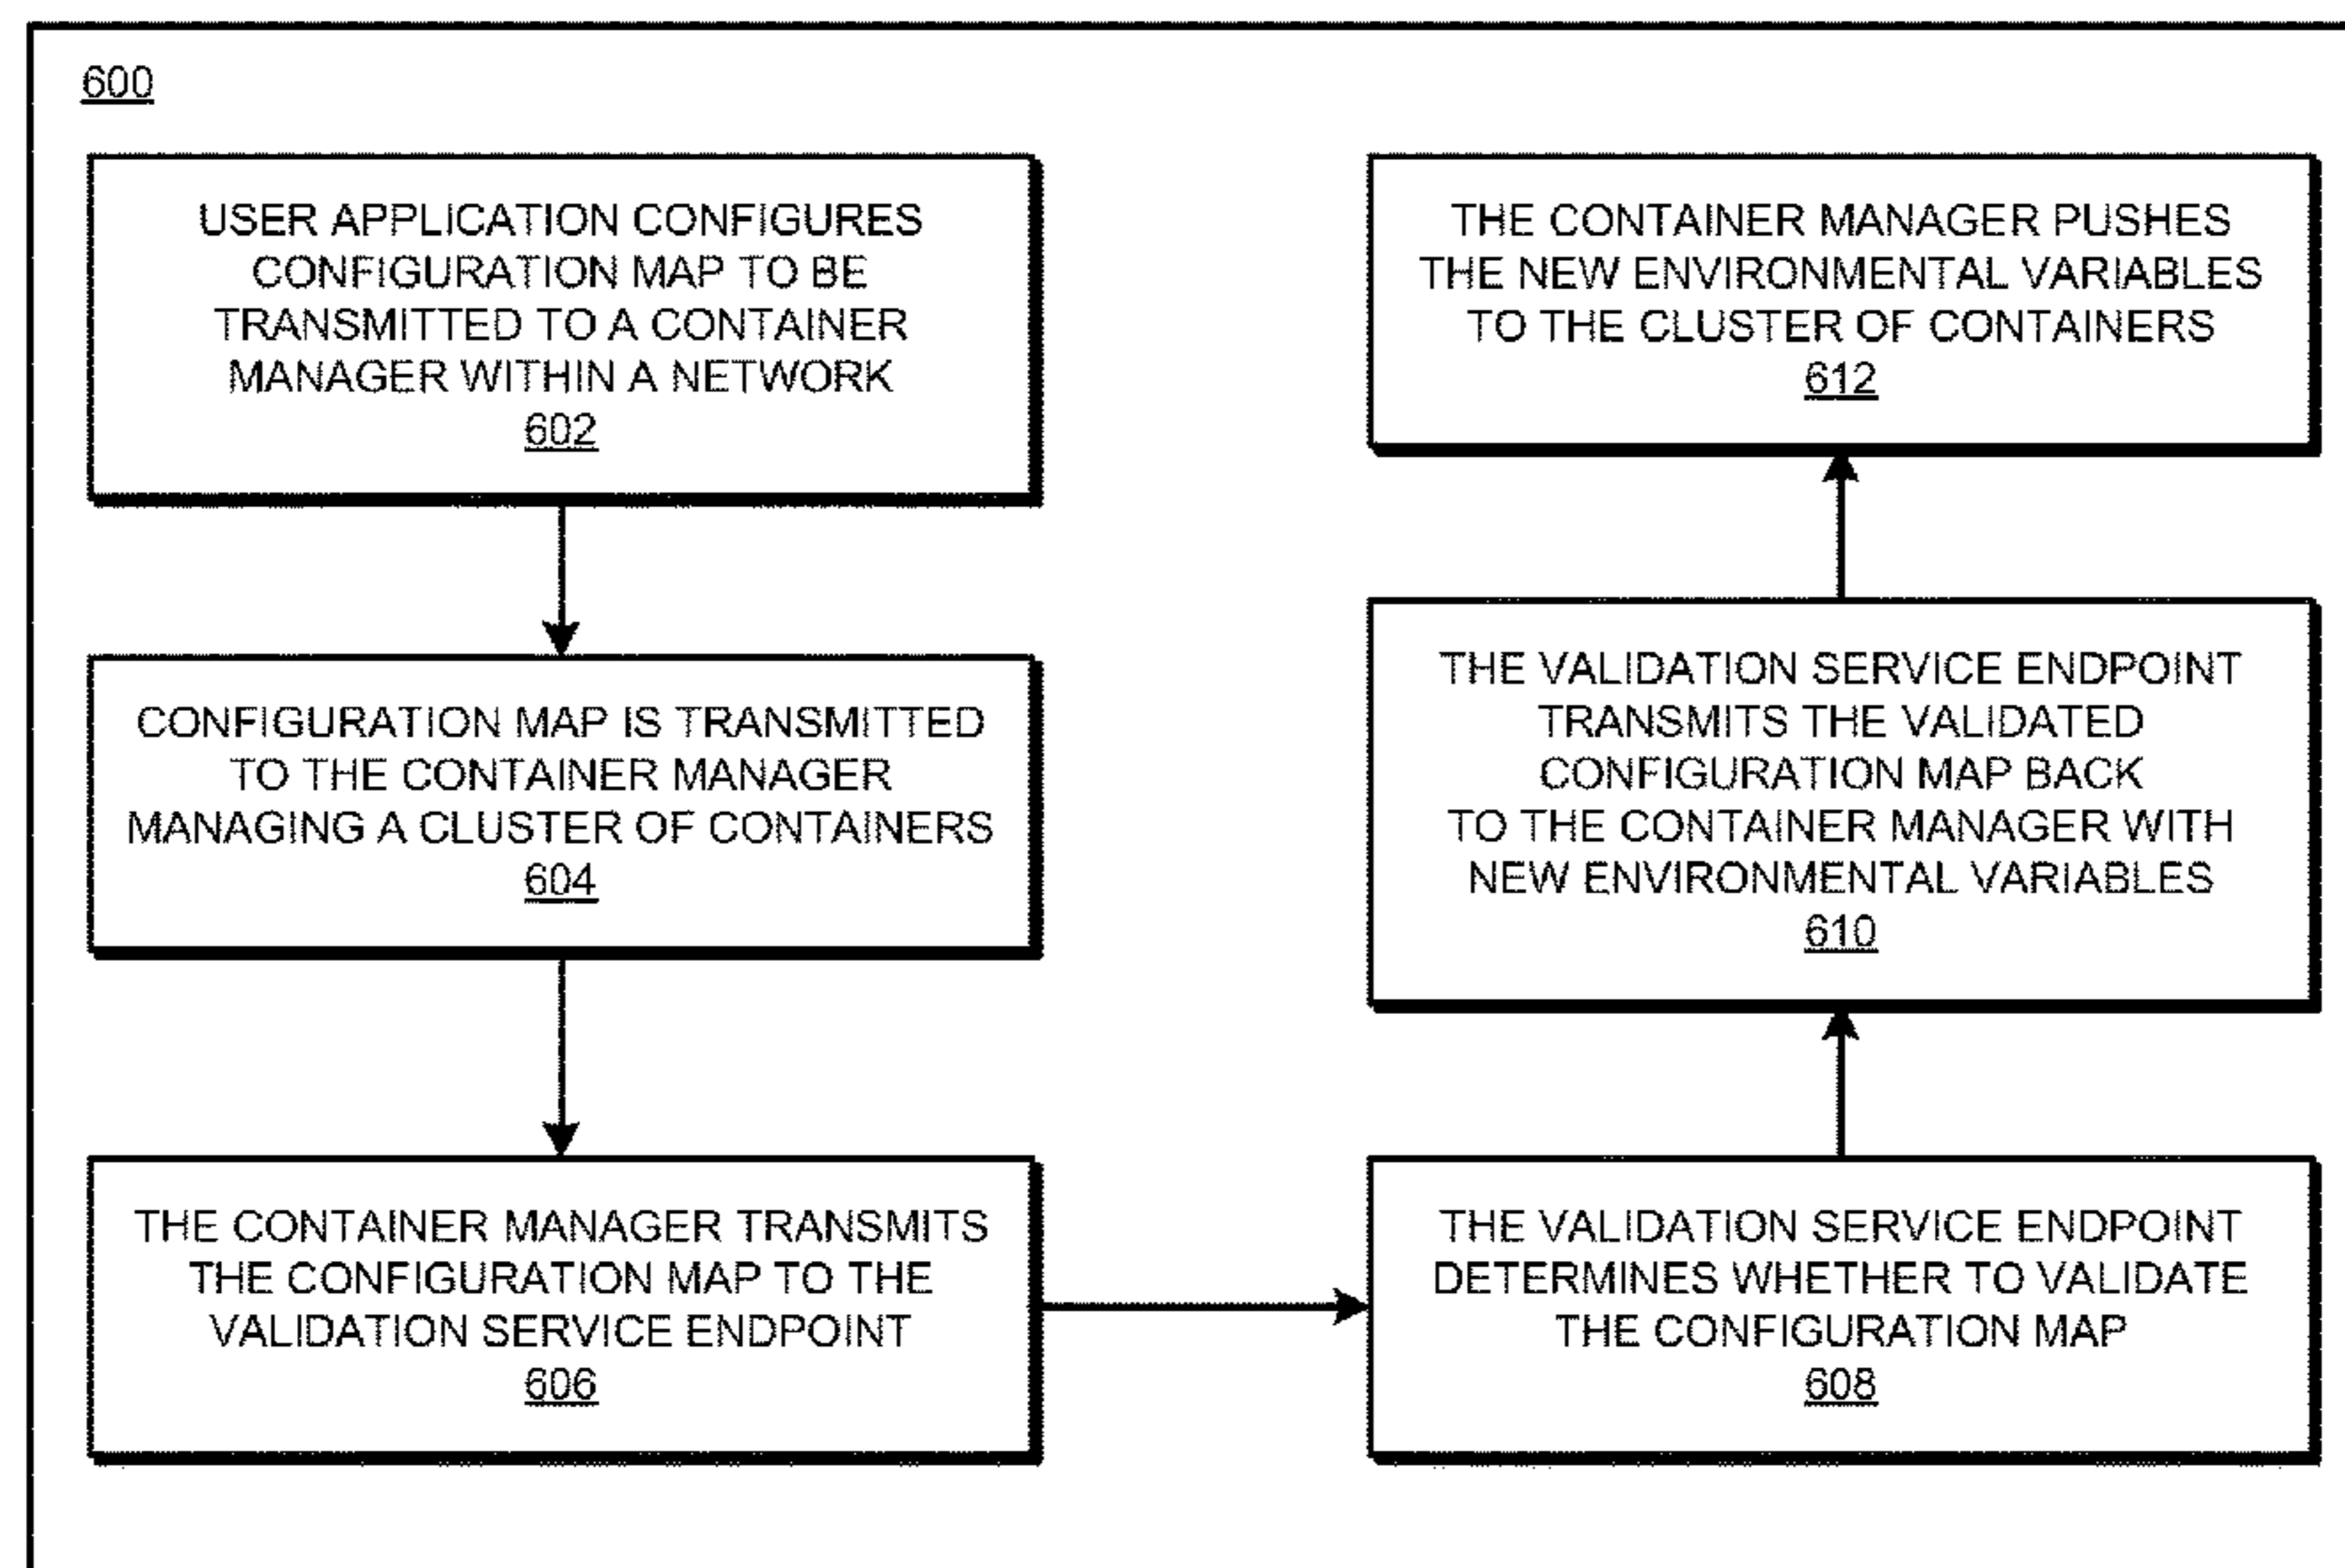 600
USER APPLICATION CONFIGURES
CONFIGURATION MAP TO BE
TRANSMITTED TO A CONTAINER
MANAGER WITHIN A NETWORK
602
CONFIGURATION MAP IS TRANSMITTED
TO THE CONTAINER MANAGER
MANAGING A CLUSTER OF CONTAINERS
604
THE CONTAINER MANAGER TRANSMITS
THE CONFIGURATION MAP TO THE
VALIDATION SERVICE ENDPOINT
606
THE VALIDATION SERVICE ENDPOINT
DETERMINES WHETHER TO VALIDATE
THE CONFIGURATION MAP
608
THE VALIDATION SERVICE ENDPOINT
TRANSMITS THE VALIDATED
CONFIGURATION MAP BACK
TO THE CONTAINER MANAGER WITH
NEW ENVIRONMENTAL VARIABLES
610
THE CONTAINER MANAGER PUSHES
THE NEW ENVIRONMENTAL VARIABLES
TO THE CLUSTER OF CONTAINERS
612